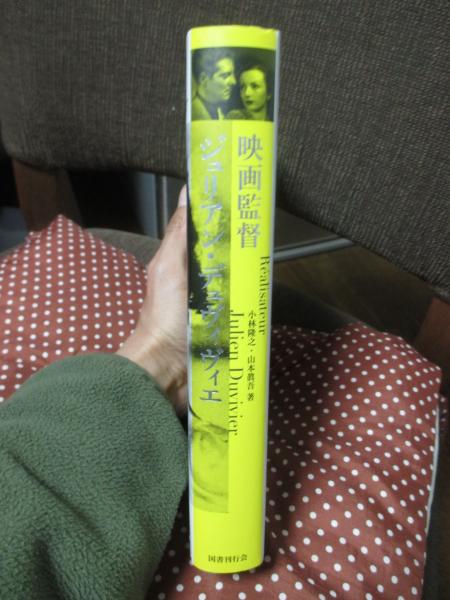 映画監督
ジュリアン・デュヴィヴィエ
Réalisateur
Julien Duvivier
小林隆之・山本眞吾 著
国書刊行会